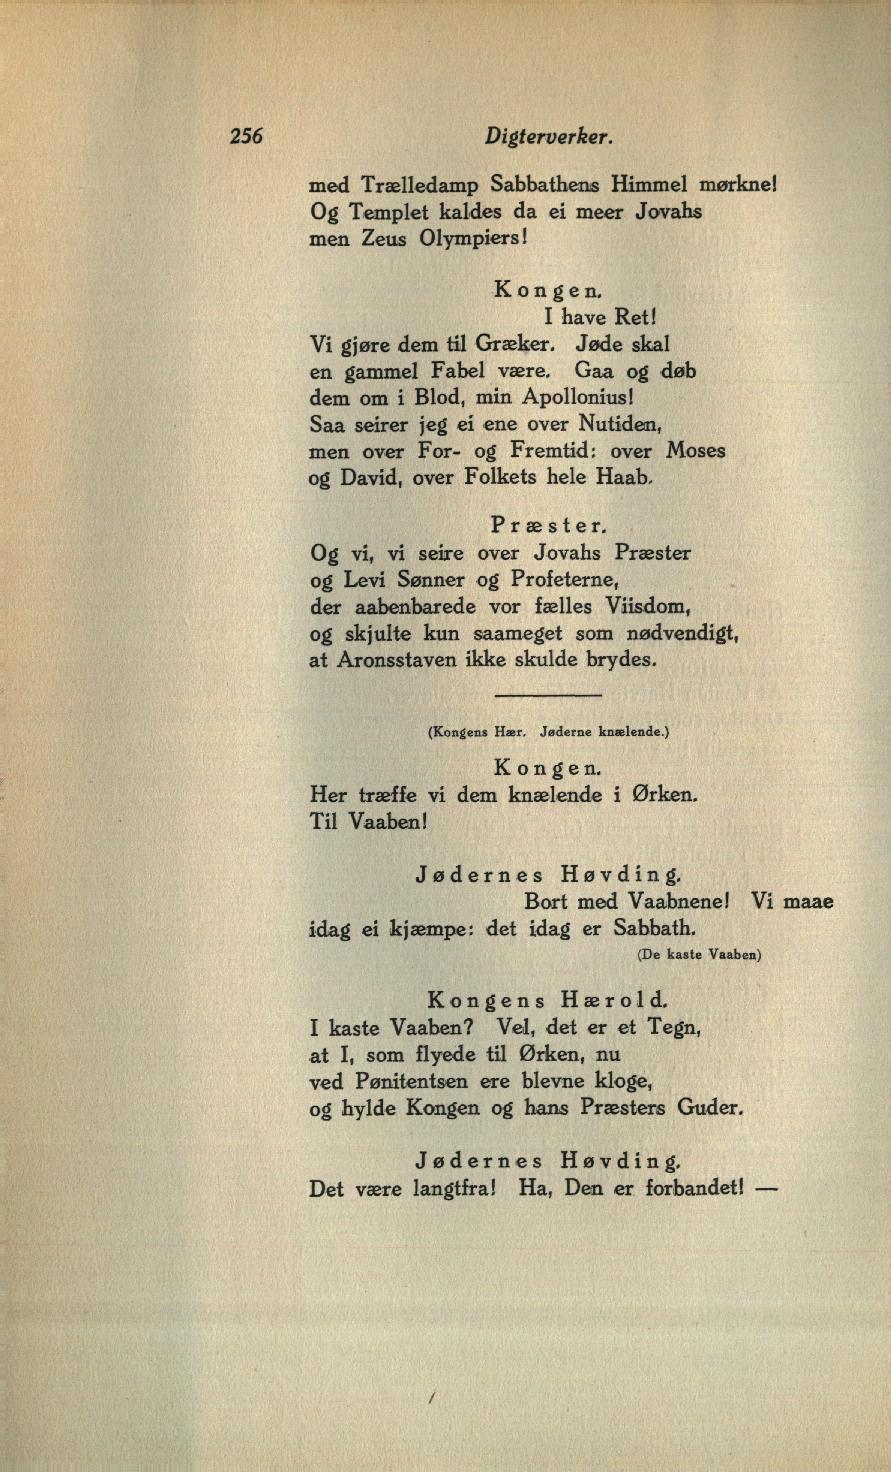 256 Digterverker.
med Trælledamp Sabbathens Himmel mørkne!
Og Templet kaldes da ei meer Jovahs
men Zeus Olympiers!
Kongen.
I have Ret!
Vi gjøre dem til Græker. Jøde skal
en gammel Fabel være. Gaa og døb
dem om i Blod, min Apollonius!
Saa seirer jeg ei ene over Nutiden,
men over For- og Fremtid: over Moses
og David, over Folkets hele Haab.
Præster.
Og vi, vi seire over Jovahs Præster
og Levi Sønner og Profeterne,
der aabenbarede vor fælles Viisdom,
og skjulte kun saameget som nødvendigt,
at Aronsstaven ikke skulde brydes.
(Kongens Hær. Jøderne knælende.)
Kongen.
Her træffe vi dem knælende i Ørken.
Til Vaaben!
Jødernes Høvding.
Bort med Vaabnene! Vi maae
idag ei kjæmpe: det idag er Sabbath.
(De kaste Vaaben)
Kongens Hærold.
I kaste Vaaben? Vel, det er et Tegn,
at I, som flyede til Ørken, nu
ved Pønitentsen ere blevne kloge,
og hylde Kongen og hans Præsters Guder.
Jødernes Høvding.
Det være langtfra! Ha, Den er forbandet! —